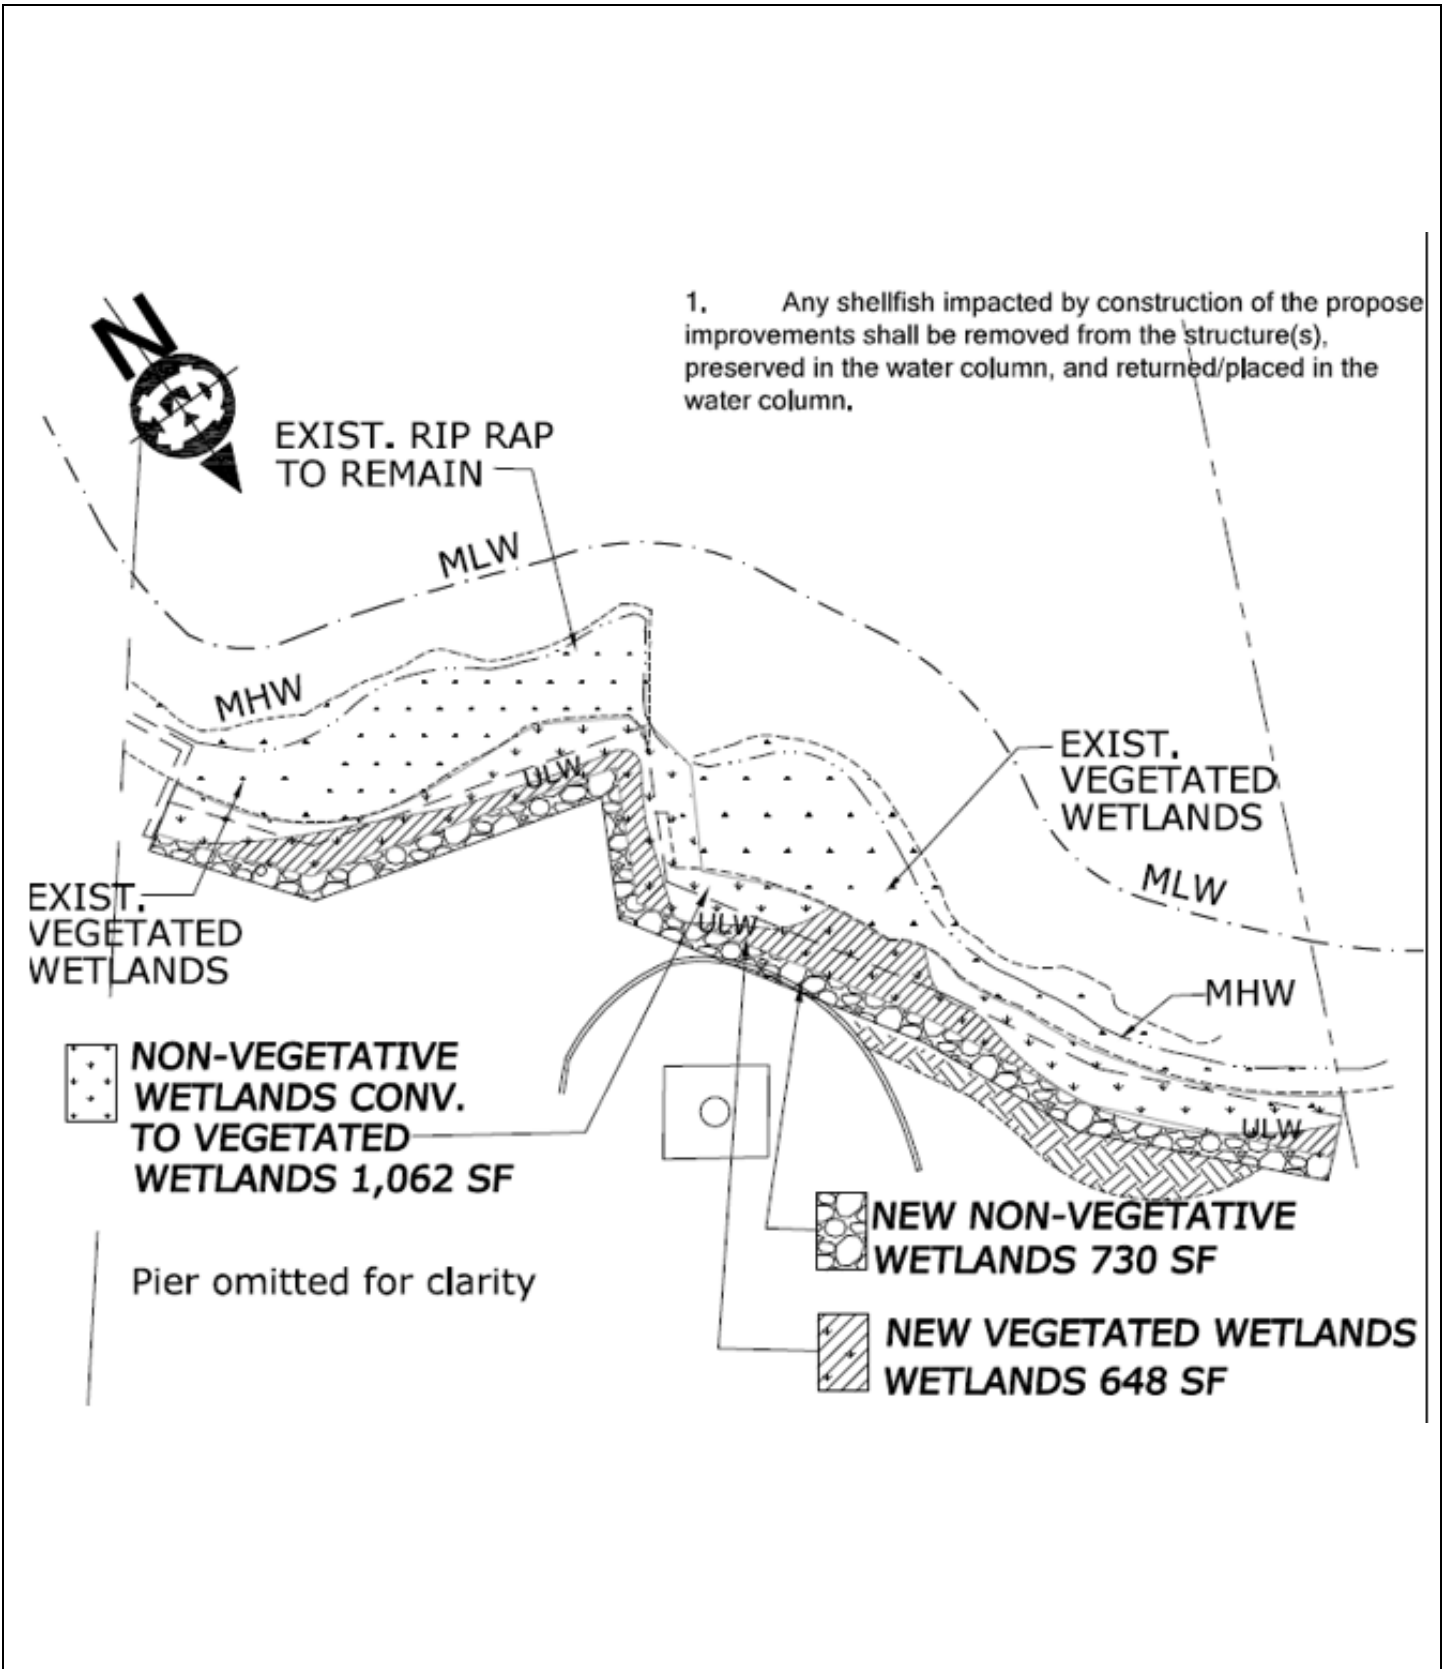 N
1. Any shellfish impacted by construction of the propose
improvements shall be removed from the structure(s),
preserved in the water column, and returned/placed in the
water column.
EXIST. RIP RAP
TO REMAIN
MLW
MHW
ULW
EXIST.
VEGETATED
WETLANDS
MLW
EXIST.
VEGETATED
WETLANDS
ULW
MHW
NON-VEGETATIVE
WETLANDS CONV.
TO VEGETATED
WETLANDS 1,062 SF
ULW
NEW NON-VEGETATIVE
WETLANDS 730 SF
Pier omitted for clarity
NEW VEGETATED WETLANDS
WETLANDS 648 SF